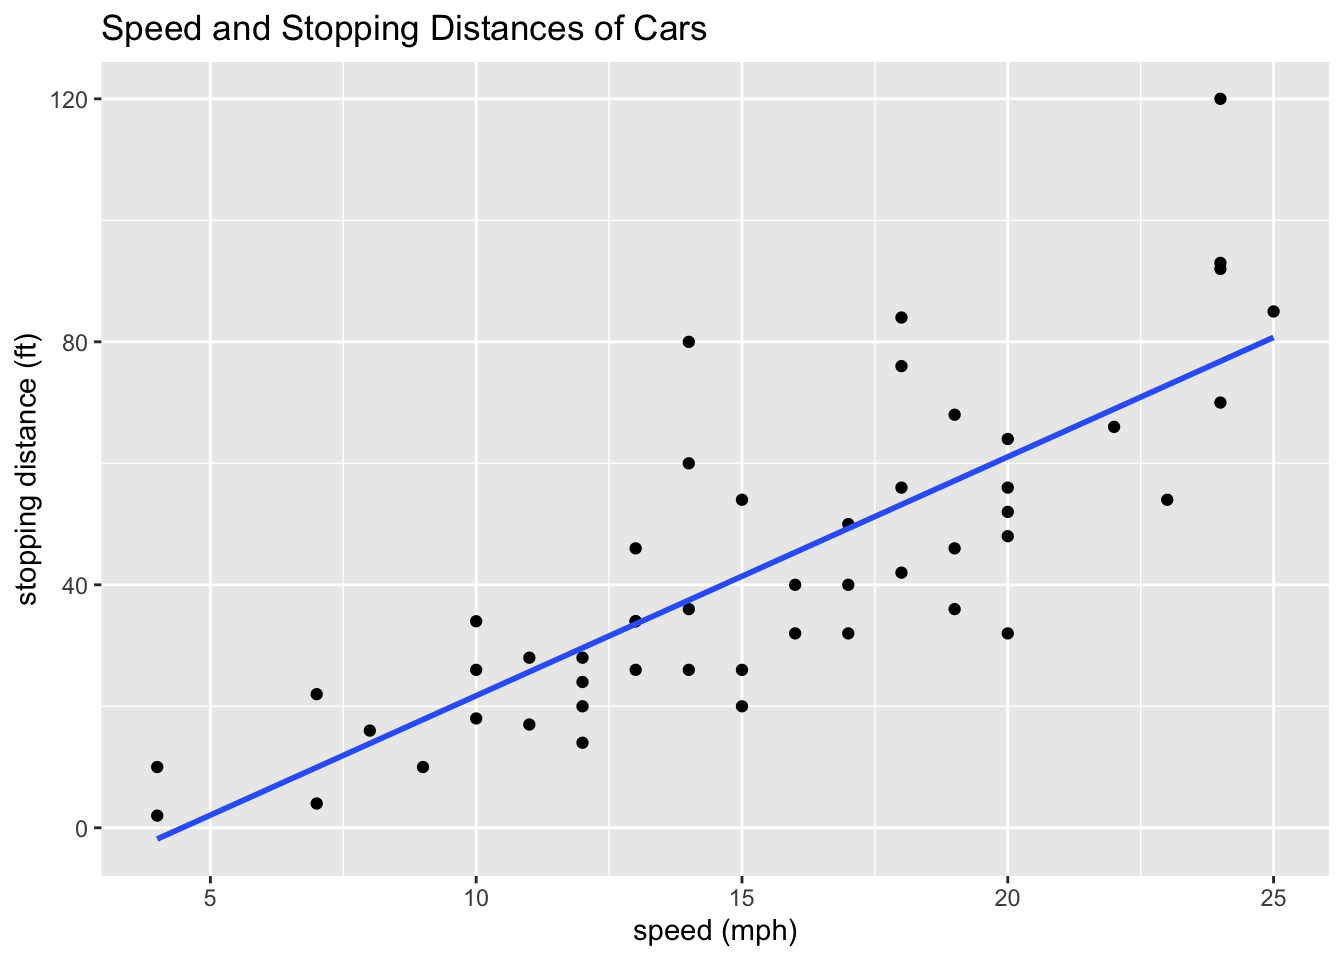 Speed and Stopping Distances of Cars
120
80
40
0
stopping distance (ft)
5 10 15 20 25
speed (mph)